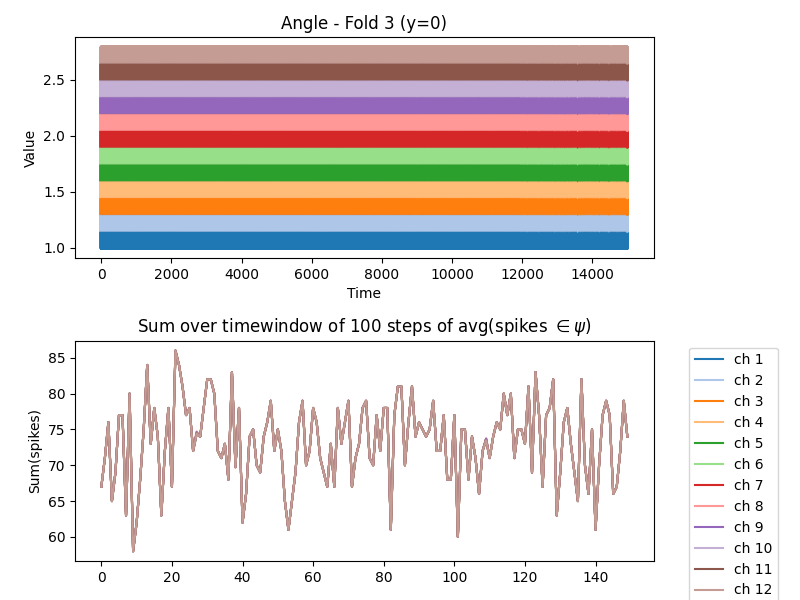 Angle - Fold 3 (y=0)
Value
2.5
2.0
1.5
1.0
0 2000 4000 6000 8000 10000 12000 14000
Time
Sum over timewindow of 100 steps of avg(spikes ∈ ψ)
Sum(spikes)
85
80
75
70
65
60
0 20 40 60 80 100 120 140
ch 1
ch 2
ch 3
ch 4
ch 5
ch 6
ch 7
ch 8
ch 9
ch 10
ch 11
ch 12